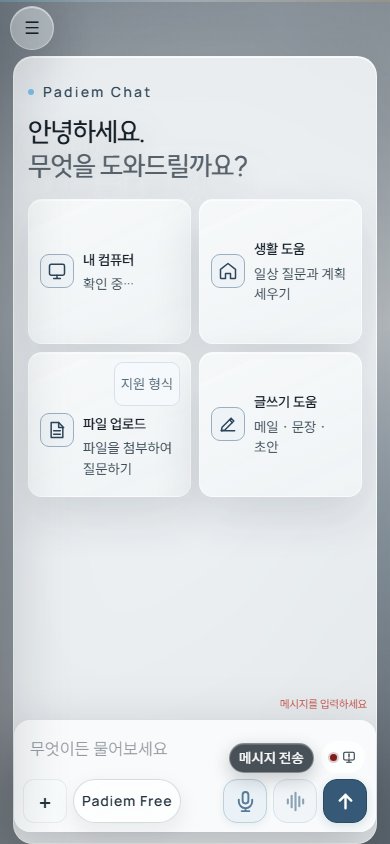 Padiem Chat
안녕하세요.
무엇을 도와드릴까요?
내 컴퓨터
확인 중…
생활 도움
일상 질문과 계획
세우기
지원 형식
파일 업로드
파일을 첨부하여
질문하기
글쓰기 도움
메일 · 문장 ·
초안
메시지를 입력하세요
무엇이든 물어보세요
메시지 전송
+
Padiem Free